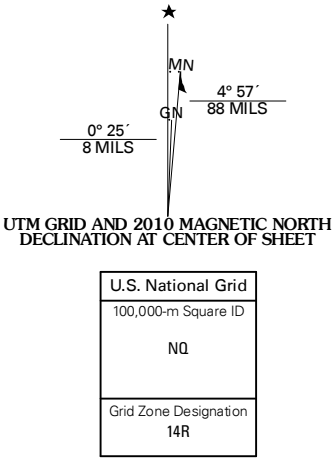 MN
4° 57´
88 MILS
GN
0° 25´
8 MILS
UTM GRID AND 2010 MAGNETIC NORTH
DECLINATION AT CENTER OF SHEET
U.S. National Grid
100,000-m Square ID
NQ
Grid Zone Designation
14R